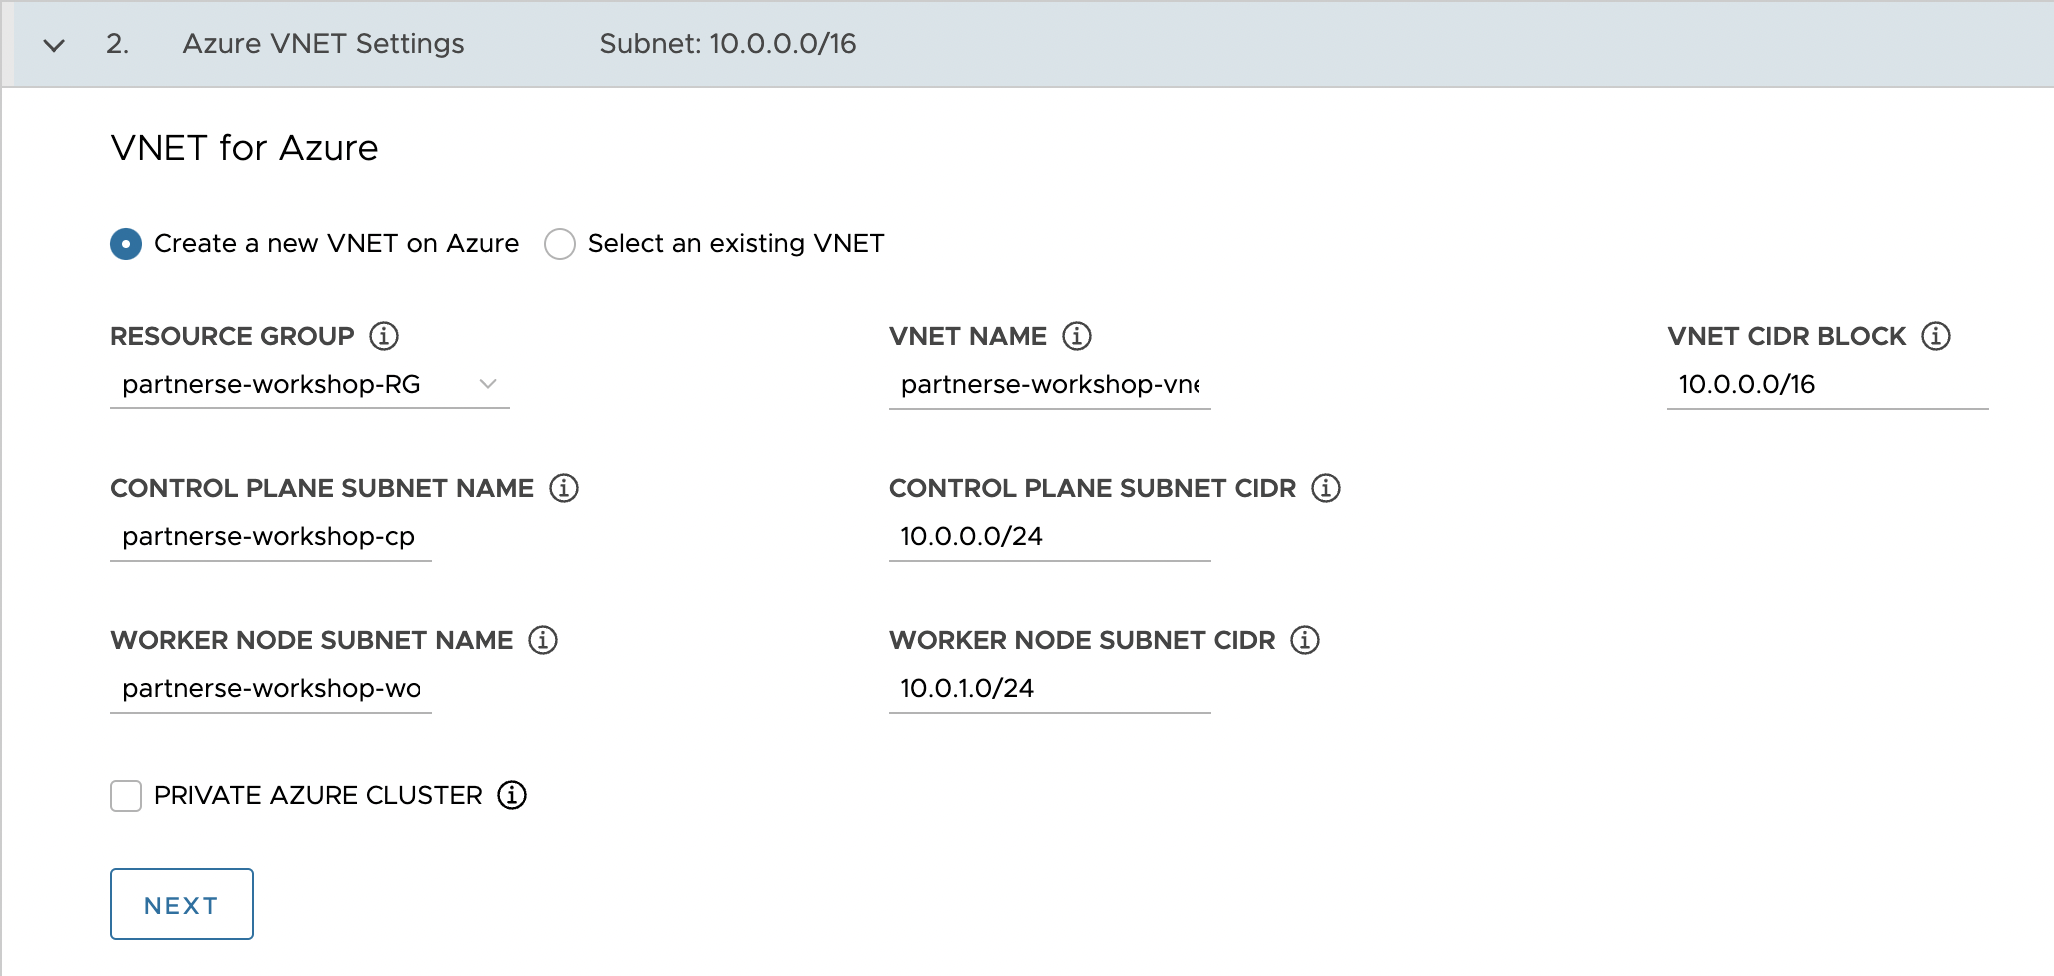 2. Azure VNET Settings Subnet: 10.0.0.0/16
VNET for Azure
Create a new VNET on Azure Select an existing VNET
RESOURCE GROUP VNET NAME VNET CIDR BLOCK
partnerse-workshop-RG partnerse-workshop-vne 10.0.0.0/16
CONTROL PLANE SUBNET NAME CONTROL PLANE SUBNET CIDR
partnerse-workshop-cp 10.0.0.0/24
WORKER NODE SUBNET NAME WORKER NODE SUBNET CIDR
partnerse-workshop-wo 10.0.1.0/24
PRIVATE AZURE CLUSTER
NEXT